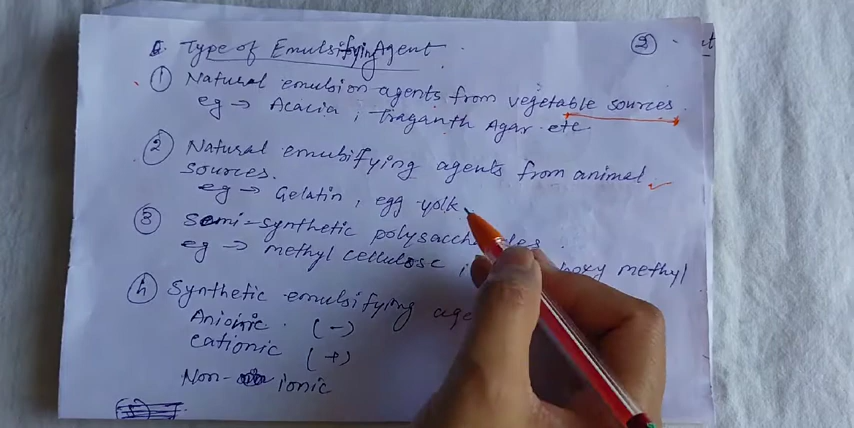 Type of Emulsifying Agent
②
① Natural emulsion agents from vegetable sources.
eg → Acacia, Traganth Agar etc
② Natural emulsifying agents from animal
sources.
eg → Gelatin, egg yolk
③ Semi-synthetic
eg → methyl cellulose, methyl
④ Synthetic emulsifying
Anionic (-)
cationic (+)
Non- ionic